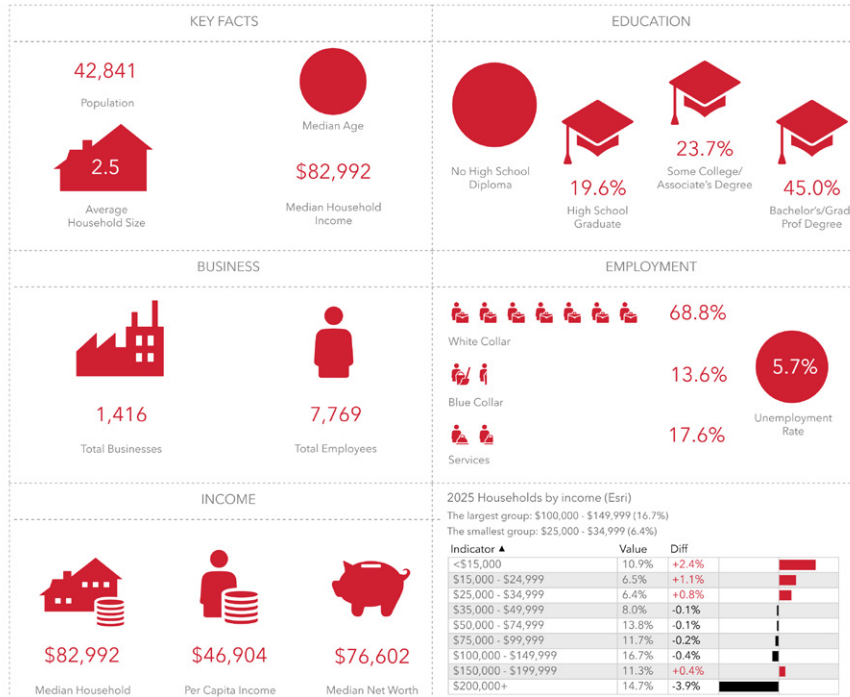 KEY FACTS
42,841
Population
Median Age
2.5
Average
Household Size
$82,992
Median Household
Income
EDUCATION
No High School
Diploma
19.6%
High School
Graduate
23.7%
Some College/
Associate's Degree
45.0%
Bachelor's/Grad
Prof Degree
BUSINESS
1,416
Total Businesses
7,769
Total Employees
EMPLOYMENT
White Collar
68.8%
Blue Collar
13.6%
Services
17.6%
5.7%
Unemployment
Rate
INCOME
$82,992
Median Household
$46,904
Per Capita Income
$76,602
Median Net Worth
2025 Households by income (Esri)
The largest group: $100,000 - $149,999 (16.7%)
The smallest group: $25,000 - $34,999 (6.4%)
Indicator ▲ Value Diff
<$15,000 10.9% +2.4%
$15,000 - $24,999 6.5% +1.1%
$25,000 - $34,999 6.4% +0.8%
$35,000 - $49,999 8.0% -0.1%
$50,000 - $74,999 13.8% -0.1%
$75,000 - $99,999 11.7% -0.2%
$100,000 - $149,999 16.7% -0.4%
$150,000 - $199,999 11.3% +0.4%
$200,000+ 14.7% -3.9%